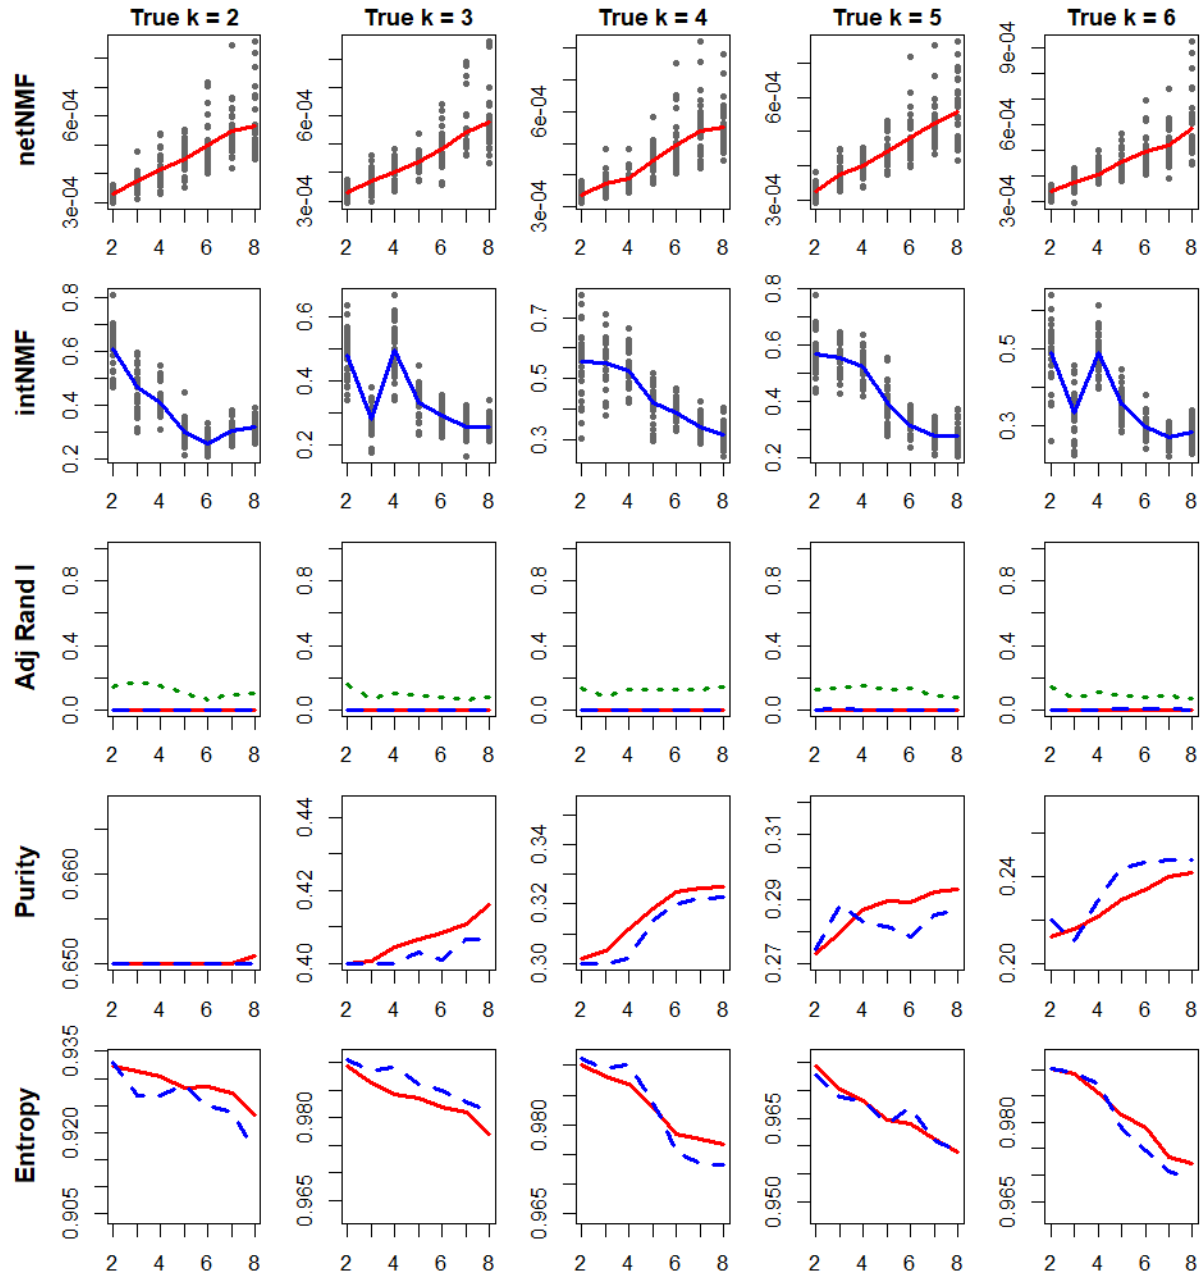 True k = 2 True k = 3 True k = 4 True k = 5 True k = 6
netNMF
3e-04 6e-04
2 4 6 8
3e-04 6e-04
2 4 6 8
3e-04 6e-04
2 4 6 8
3e-04 6e-04
2 4 6 8
3e-04 6e-04 9e-04
2 4 6 8
intNMF
0.2 0.4 0.6 0.8
2 4 6 8
0.2 0.4 0.6
2 4 6 8
0.3 0.5 0.7
2 4 6 8
0.2 0.4 0.6 0.8
2 4 6 8
0.3 0.5
2 4 6 8
Adj Rand I
0.0 0.4 0.8
2 4 6 8
0.0 0.4 0.8
2 4 6 8
0.0 0.4 0.8
2 4 6 8
0.0 0.4 0.8
2 4 6 8
0.0 0.4 0.8
2 4 6 8
Purity
0.650 0.660
2 4 6 8
0.40 0.42 0.44
2 4 6 8
0.30 0.32 0.34
2 4 6 8
0.27 0.29 0.31
2 4 6 8
0.20 0.24
2 4 6 8
Entropy
0.905 0.920 0.935
2 4 6 8
0.965 0.980
2 4 6 8
0.965 0.980
2 4 6 8
0.950 0.965
2 4 6 8
0.965 0.980
2 4 6 8